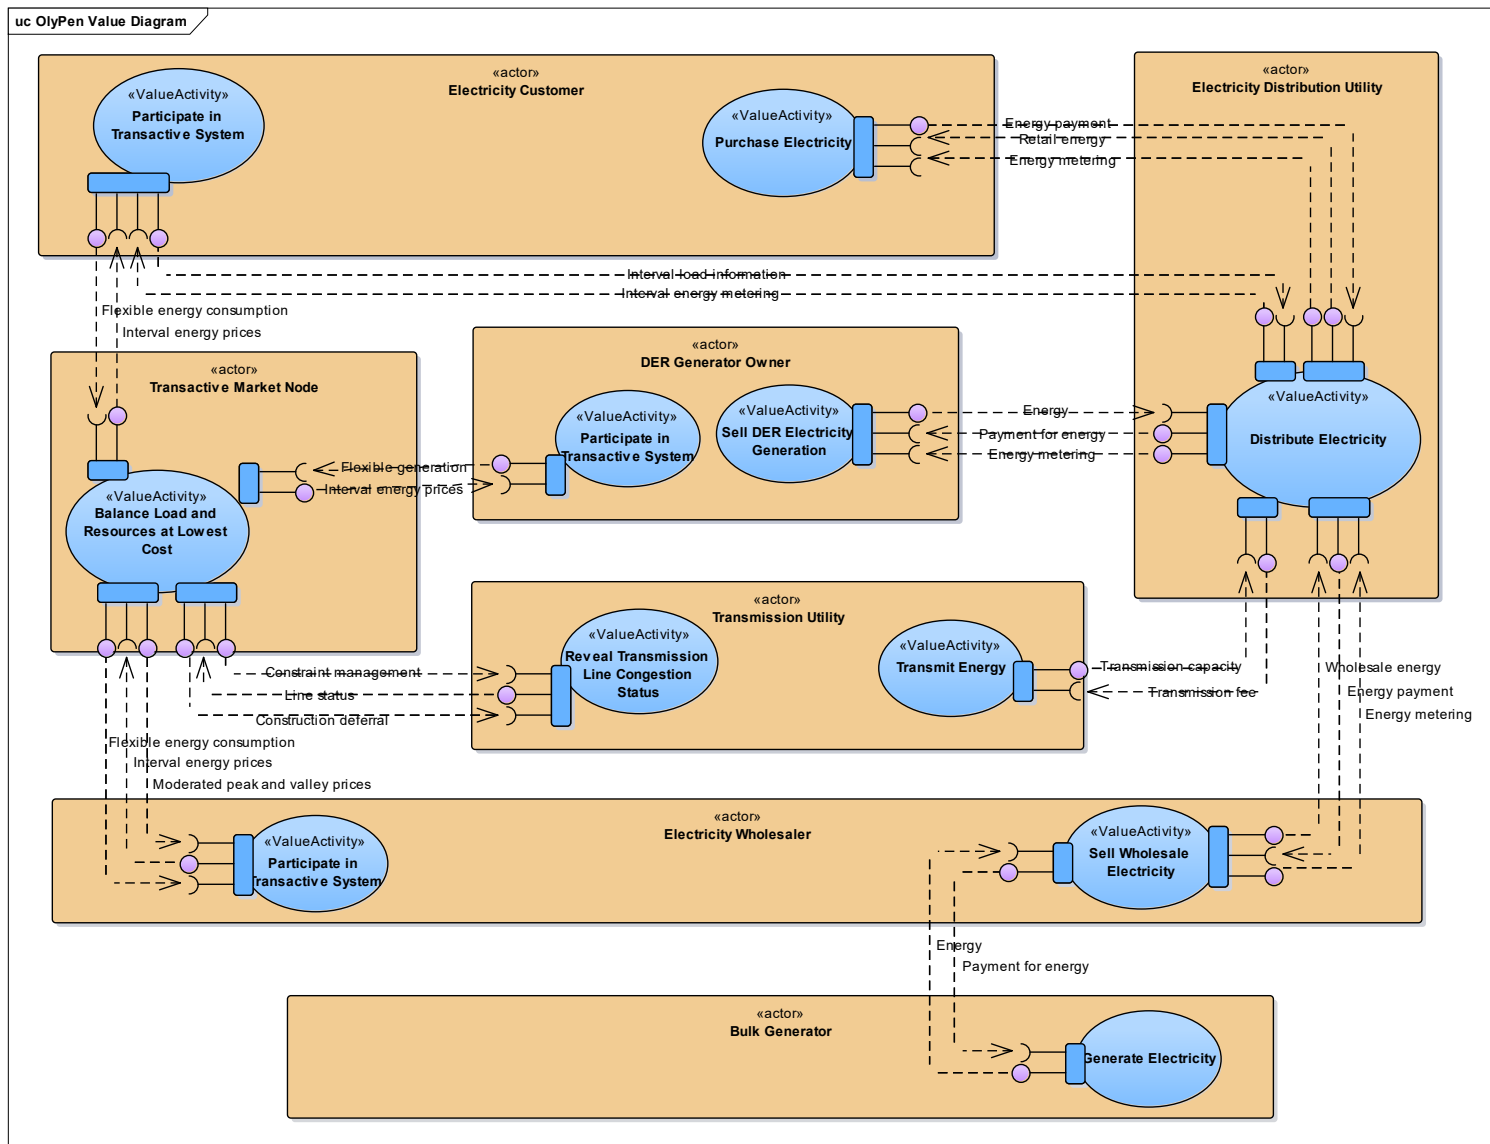 uc OlyPen Value Diagram
«actor»
Electricity Customer
«ValueActivity»
Participate in
Transactive System
«ValueActivity»
Purchase Electricity
«actor»
Electricity Distribution Utility
Energy payment
Retail energy
Energy metering
Interval load information
Interval energy metering
Flexible energy consumption
Interval energy prices
«actor»
Transactive Market Node
«ValueActivity»
Balance Load and
Resources at Lowest
Cost
«actor»
DER Generator Owner
«ValueActivity»
Participate in
Transactive System
«ValueActivity»
Sell DER Electricity
Generation
Flexible generation
Interval energy prices
Energy
Payment for energy
Energy metering
«ValueActivity»
Distribute Electricity
«actor»
Transmission Utility
«ValueActivity»
Reveal Transmission
Line Congestion
Status
«ValueActivity»
Transmit Energy
Constraint management
Line status
Construction deferral
Transmission capacity
Transmission fee
Wholesale energy
Energy payment
Energy metering
Flexible energy consumption
Interval energy prices
Moderated peak and valley prices
«actor»
Electricity Wholesaler
«ValueActivity»
Participate in
Transactive System
«ValueActivity»
Sell Wholesale
Electricity
Energy
Payment for energy
«actor»
Bulk Generator
Generate Electricity